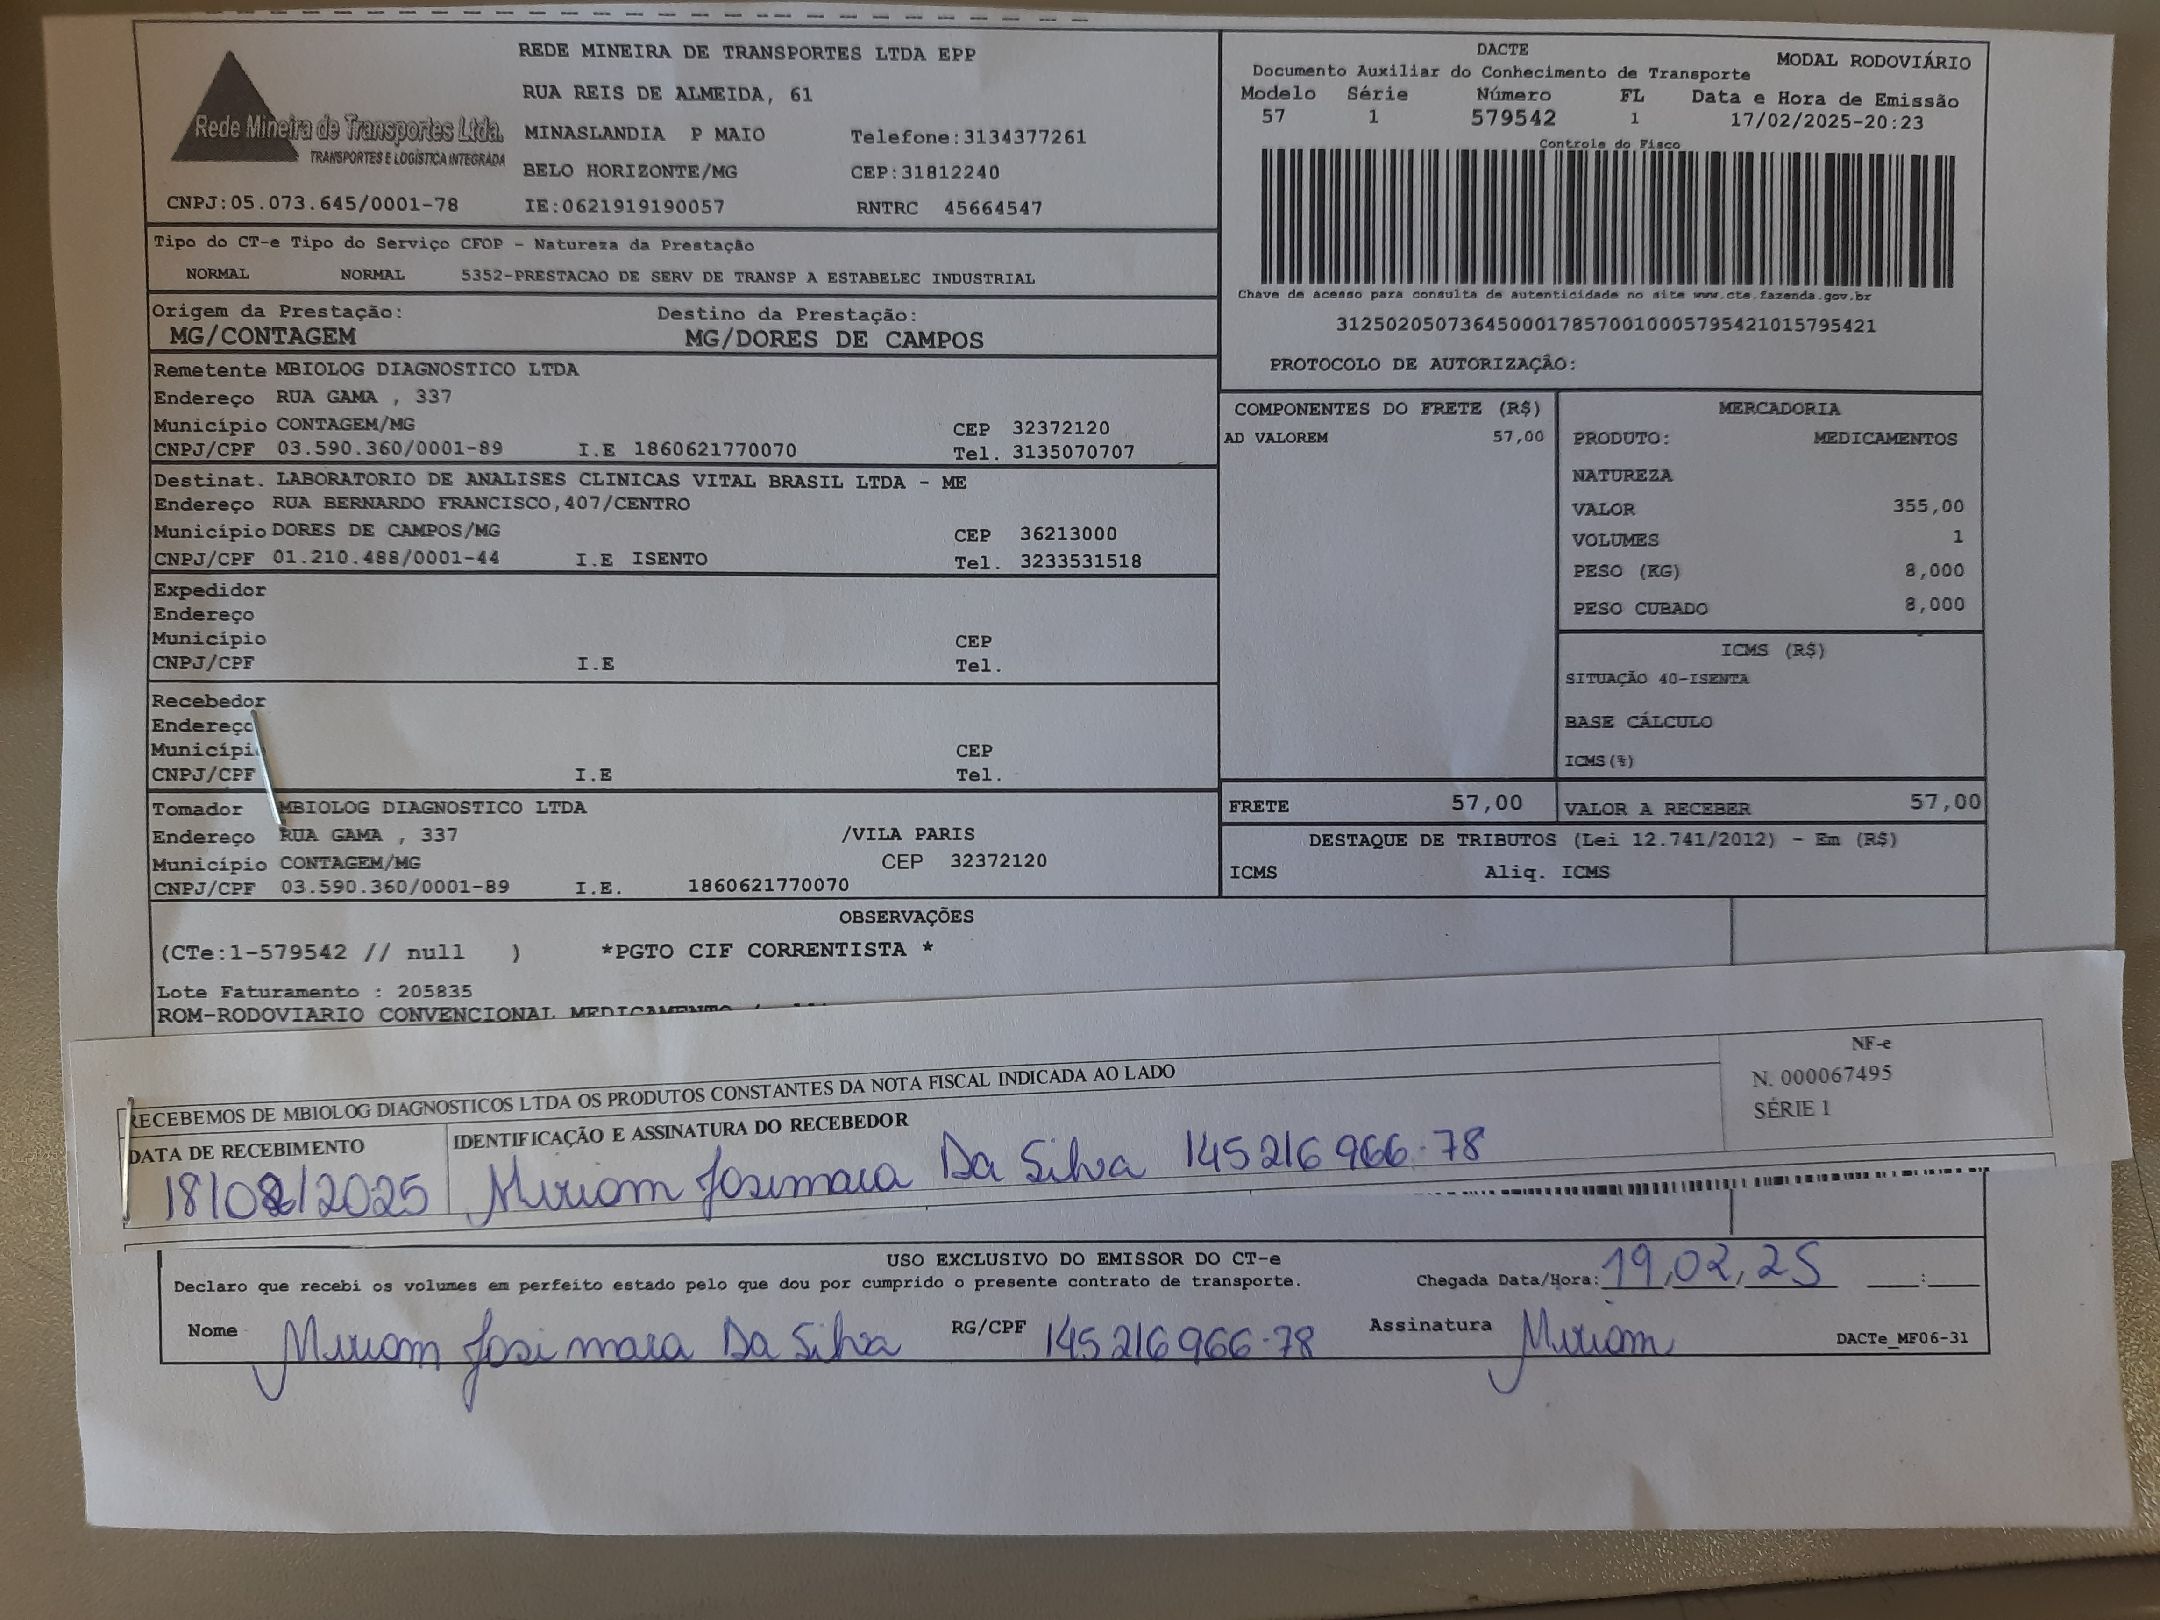 REDE MINEIRA DE TRANSPORTES LTDA EPP
RUA REIS DE ALMEIDA, 61
Rede Mineira de Transportes Ltda.
TRANSPORTES E LOGÍSTICA INTEGRADA
MINASLANDIA P MAIO Telefone:3134377261
BELO HORIZONTE/MG CEP:31812240
CNPJ:05.073.645/0001-78 IE:0621919190057 RNTRC 45664547
DACTE MODAL RODOVIÁRIO
Documento Auxiliar do Conhecimento de Transporte
Modelo Série Número FL Data e Hora de Emissão
57 1 579542 1 17/02/2025-20:23
Controle do Fisco
Chave de acesso para consulta de autenticidade no site www.cte.fazenda.gov.br
31250205073645000178570010005795421015795421
PROTOCOLO DE AUTORIZAÇÃO:
Tipo do CT-e Tipo do Serviço CFOP - Natureza da Prestação
NORMAL NORMAL 5352-PRESTACAO DE SERV DE TRANSP A ESTABELEC INDUSTRIAL
Origem da Prestação: Destino da Prestação:
MG/CONTAGEM MG/DORES DE CAMPOS
Remetente MBIOLOG DIAGNOSTICO LTDA
Endereço RUA GAMA , 337
Município CONTAGEM/MG CEP 32372120
CNPJ/CPF 03.590.360/0001-89 I.E 1860621770070 Tel. 3135070707
Destinat. LABORATORIO DE ANALISES CLINICAS VITAL BRASIL LTDA - ME
Endereço RUA BERNARDO FRANCISCO,407/CENTRO
Município DORES DE CAMPOS/MG CEP 36213000
CNPJ/CPF 01.210.488/0001-44 I.E ISENTO Tel. 3233531518
Expedidor
Endereço
Município CEP
CNPJ/CPF I.E Tel.
Recebedor
Endereço
Município CEP
CNPJ/CPF I.E Tel.
Tomador MBIOLOG DIAGNOSTICO LTDA
Endereço RUA GAMA , 337 /VILA PARIS
Município CONTAGEM/MG CEP 32372120
CNPJ/CPF 03.590.360/0001-89 I.E. 1860621770070
COMPONENTES DO FRETE (R$)
AD VALOREM 57,00
MERCADORIA
PRODUTO: MEDICAMENTOS
NATUREZA
VALOR 355,00
VOLUMES 1
PESO (KG) 8,000
PESO CUBADO 8,000
ICMS (R$)
SITUAÇÃO 40-ISENTA
BASE CÁLCULO
ICMS(%)
FRETE 57,00 VALOR A RECEBER 57,00
DESTAQUE DE TRIBUTOS (Lei 12.741/2012) - Em (R$)
ICMS Aliq. ICMS
OBSERVAÇÕES
(CTe:1-579542 // null ) *PGTO CIF CORRENTISTA *
Lote Faturamento : 205835
ROM-RODOVIARIO CONVENCIONAL MEDICAMENTO
RECEBEMOS DE MBIOLOG DIAGNOSTICOS LTDA OS PRODUTOS CONSTANTES DA NOTA FISCAL INDICADA AO LADO
NF-e
N. 000067495
SÉRIE 1
DATA DE RECEBIMENTO IDENTIFICAÇÃO E ASSINATURA DO RECEBEDOR
18/02/2025 Miriam Josimara Da Silva 145216966-78
USO EXCLUSIVO DO EMISSOR DO CT-e
Declaro que recebi os volumes em perfeito estado pelo que dou por cumprido o presente contrato de transporte. Chegada Data/Hora: 19,02,25 :
Nome Miriam Josimara Da Silva RG/CPF 145216966-78 Assinatura Miriam DACTe_MF06-31